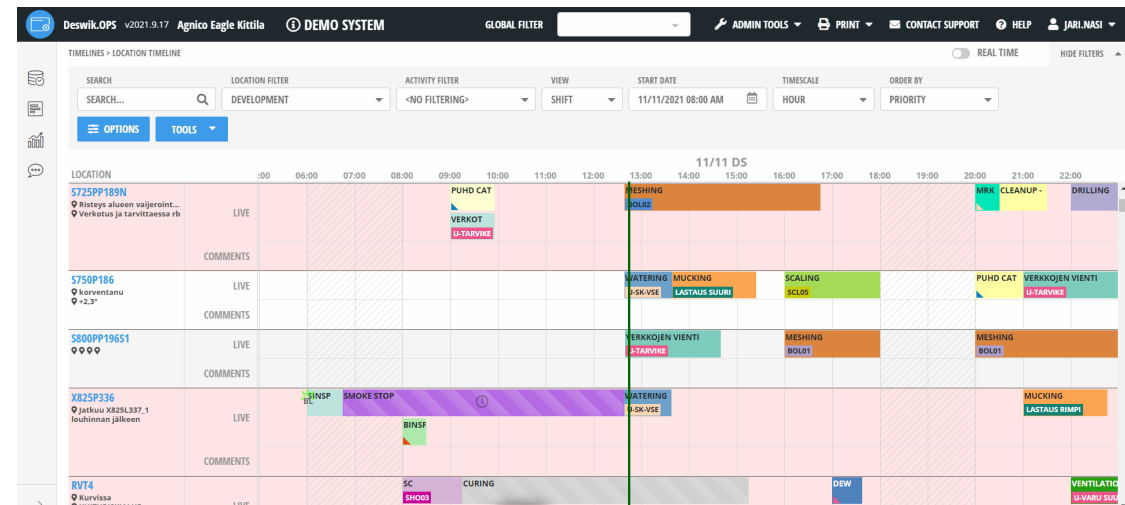 Deswik.OPS v2021.9.17 Agnico Eagle Kittila DEMO SYSTEM GLOBAL FILTER ADMIN TOOLS PRINT CONTACT SUPPORT HELP JARI.NASI
TIMELINES > LOCATION TIMELINE REAL TIME HIDE FILTERS
SEARCH LOCATION FILTER ACTIVITY FILTER VIEW START DATE TIMESCALE ORDER BY
SEARCH... DEVELOPMENT <NO FILTERING> SHIFT 11/11/2021 08:00 AM HOUR PRIORITY
OPTIONS TOOLS
11/11 DS
LOCATION :00 06:00 07:00 08:00 09:00 10:00 11:00 12:00 13:00 14:00 15:00 16:00 17:00 18:00 19:00 20:00 21:00 22:00
S725PP189N PUHD CAT MESHING MRK CLEANUP - DRILLING
Risteys alueen vaijeroint... BOL02
Verkotus ja tarvittaessa rb LIVE VERKOT
U-TARVIKE
COMMENTS
S750P186 WATERING MUCKING SCALING PUHD CAT VERKKOJEN VIENTI
korventanu LIVE U-SK-VSE LASTAUS SUURI SCL05 U-TARVIKE
+2,3°
COMMENTS
S800PP196S1 VERKKOJEN VIENTI MESHING MESHING
LIVE U-TARVIKE BOL01 BOL01
COMMENTS
X825P336 SINSP SMOKE STOP WATERING MUCKING
BL
Jatkuu X825L337_1 U-SK-VSE LASTAUS RIMPI
louhinnan jälkeen LIVE BINSP
COMMENTS
RVT4 SC CURING DEW VENTILATIO
Kurvissa SHO03 U-VARU SUU
LIVE